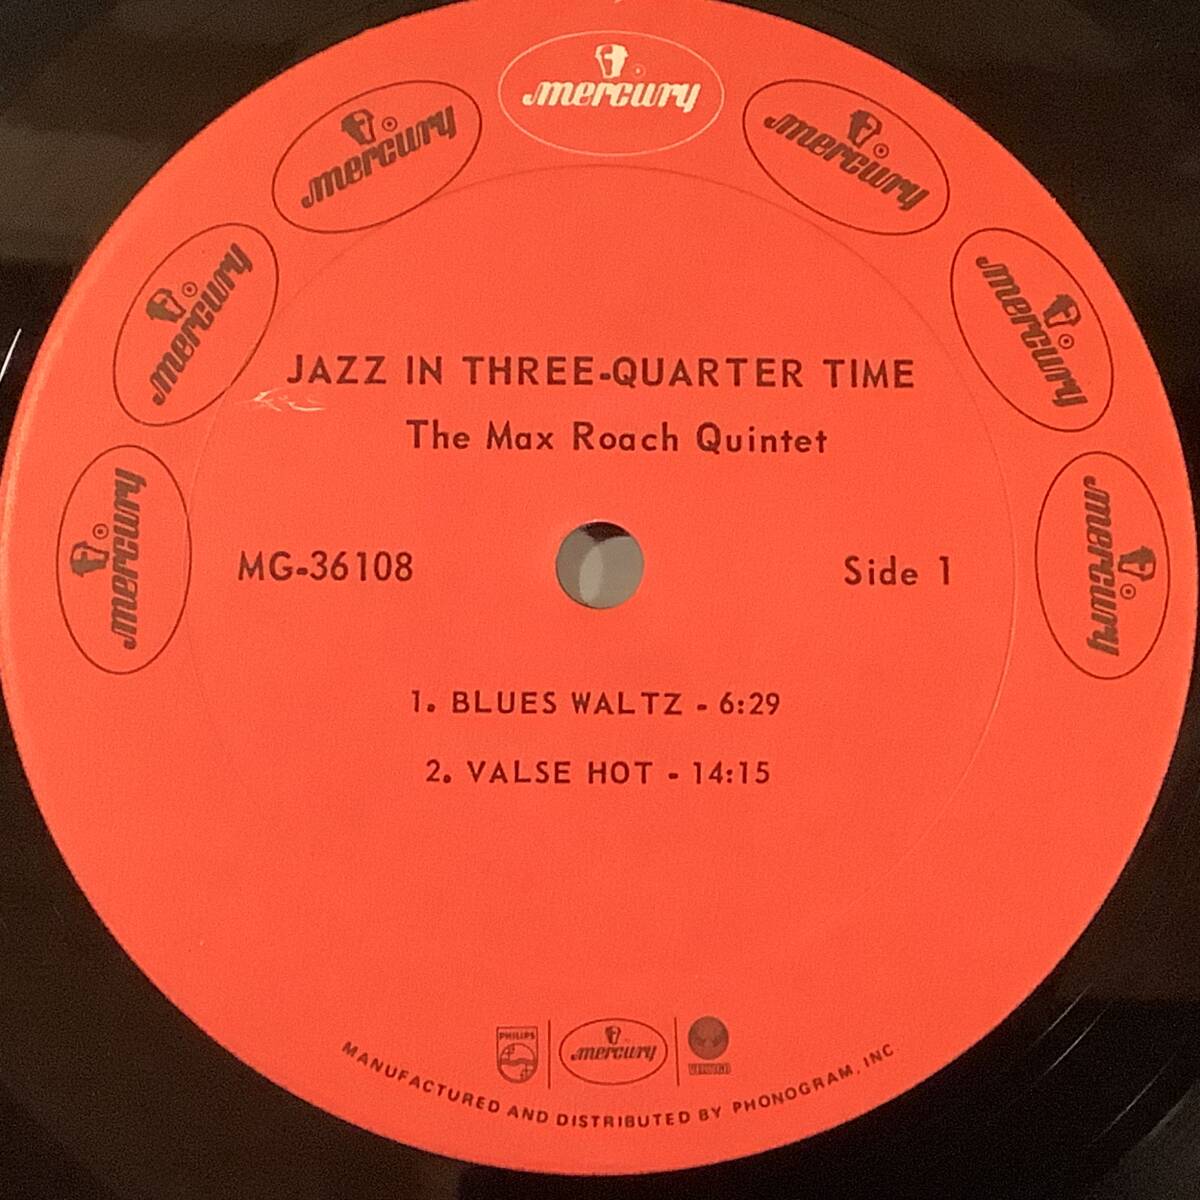 mercury
mercury
mercury
mercury
mercury
mercury
mercury
JAZZ IN THREE-QUARTER TIME
The Max Roach Quintet
MG-36108
Side 1
1. BLUES WALTZ - 6:29
2. VALSE HOT - 14:15
PHILIPS
mercury
VERTIGO
MANUFACTURED AND DISTRIBUTED BY PHONOGRAM, INC.